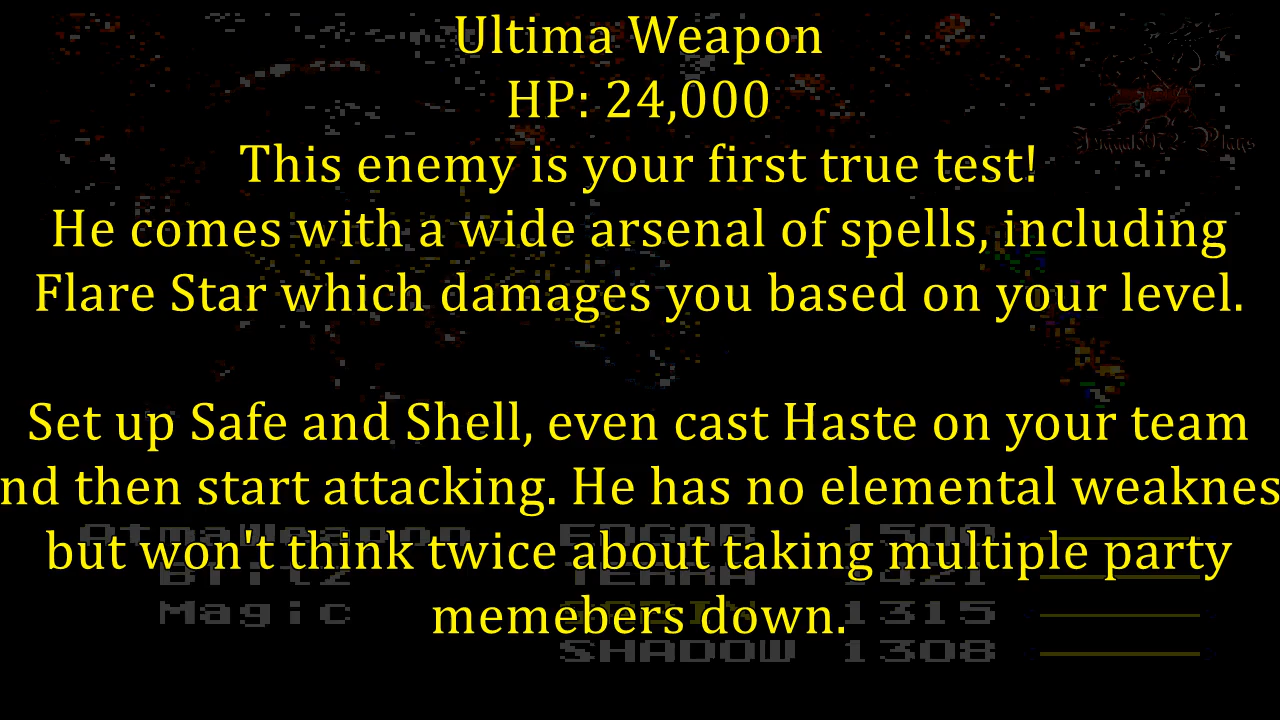 Ultima Weapon
HP: 24,000
This enemy is your first true test!
He comes with a wide arsenal of spells, including
Flare Star which damages you based on your level.
Set up Safe and Shell, even cast Haste on your team
nd then start attacking. He has no elemental weaknes
but won't think twice about taking multiple party
memebers down.
AtmaWeapon EDGAR 1500
Blitz TERRA 1421
Magic SABIN 1315
SHADOW 1308